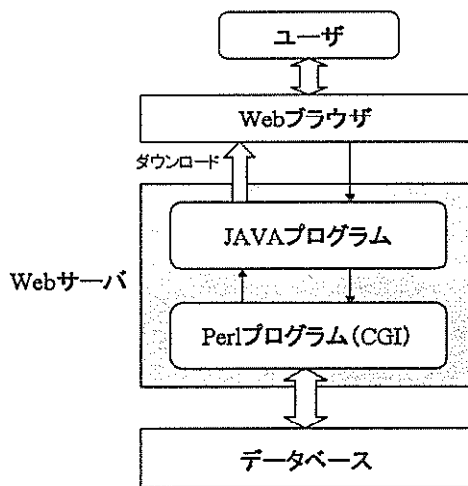 ユーザ
Webブラウザ
ダウンロード
JAVAプログラム
Webサーバ
Perlプログラム(CGI)
データベース